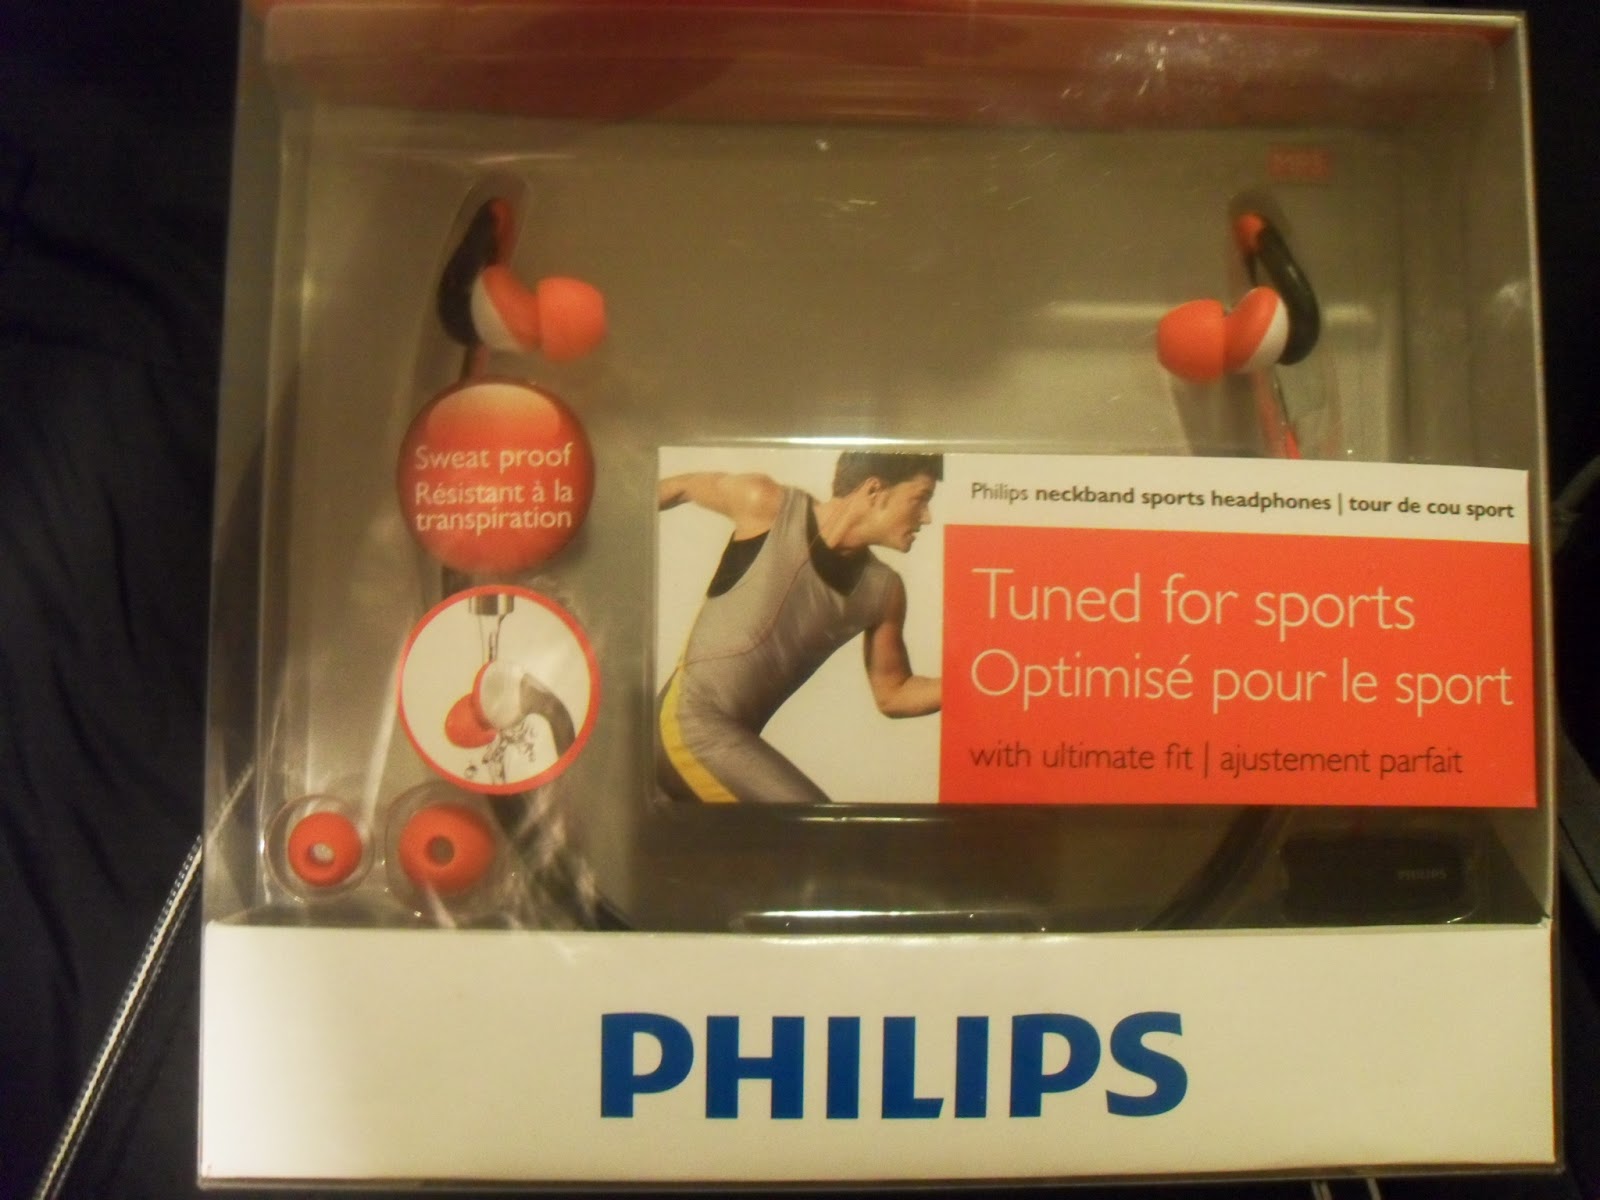 Sweat proof
Résistant à la
transpiration
Philips neckband sports headphones | tour de cou sport
Tuned for sports
Optimisé pour le sport
with ultimate fit | ajustement parfait
PHILIPS
PHILIPS